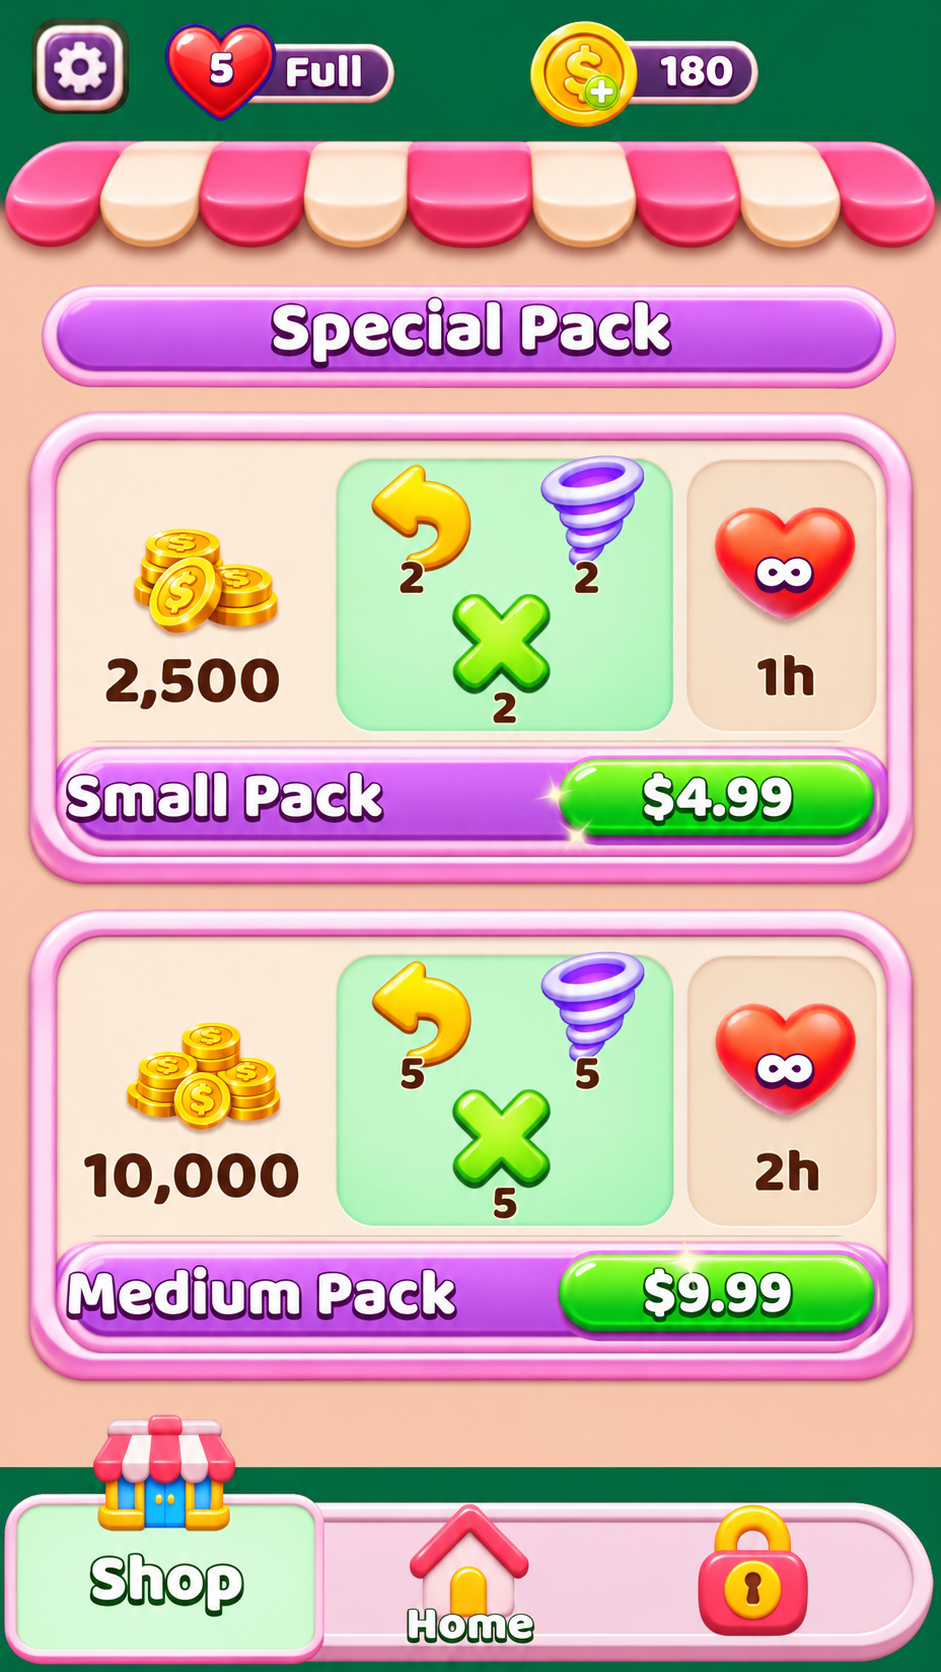 5 Full
180
Special Pack
2,500
2
2
2
∞
1h
Small Pack
$4.99
10,000
5
5
5
∞
2h
Medium Pack
$9.99
Shop
Home